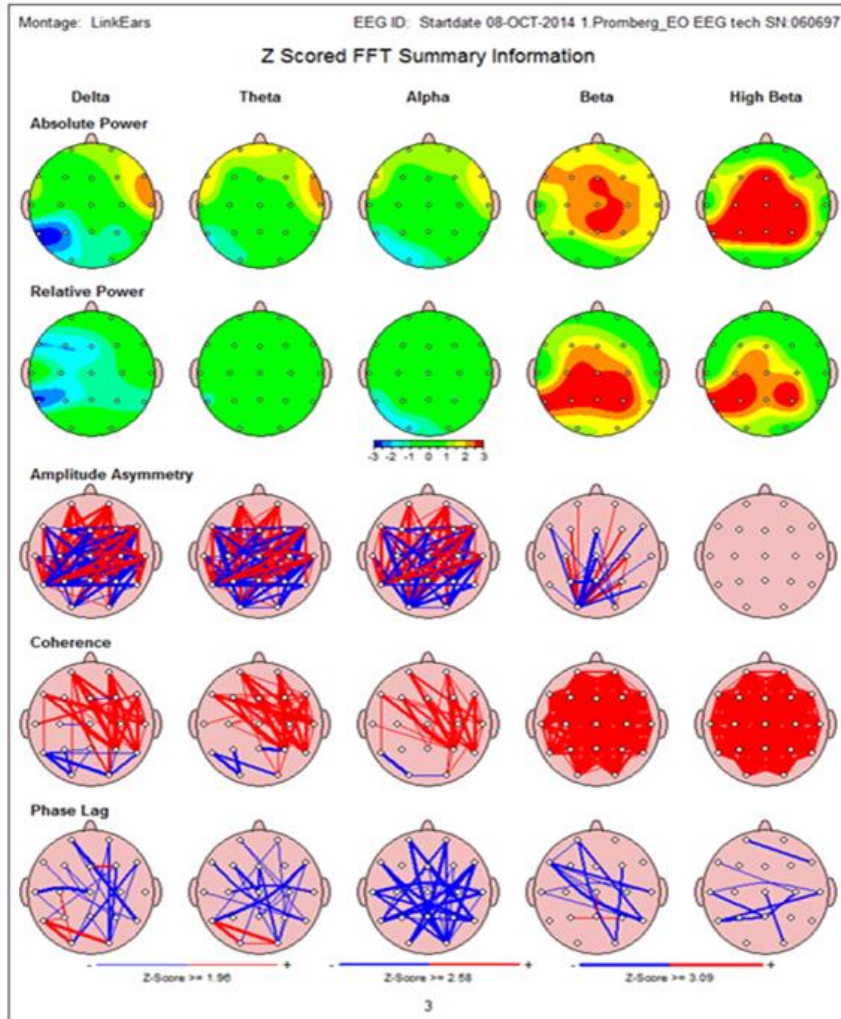 Montage: LinkEars EEG ID: Startdate 08-OCT-2014 1.Promberg_EO EEG tech SN:060697
Z Scored FFT Summary Information
Delta Theta Alpha Beta High Beta
Absolute Power
Relative Power
-3 -2 -1 0 1 2 3
Amplitude Asymmetry
Coherence
Phase Lag
- + - + - +
Z-Score >= 1.96 Z-Score >= 2.58 Z-Score >= 3.09
3